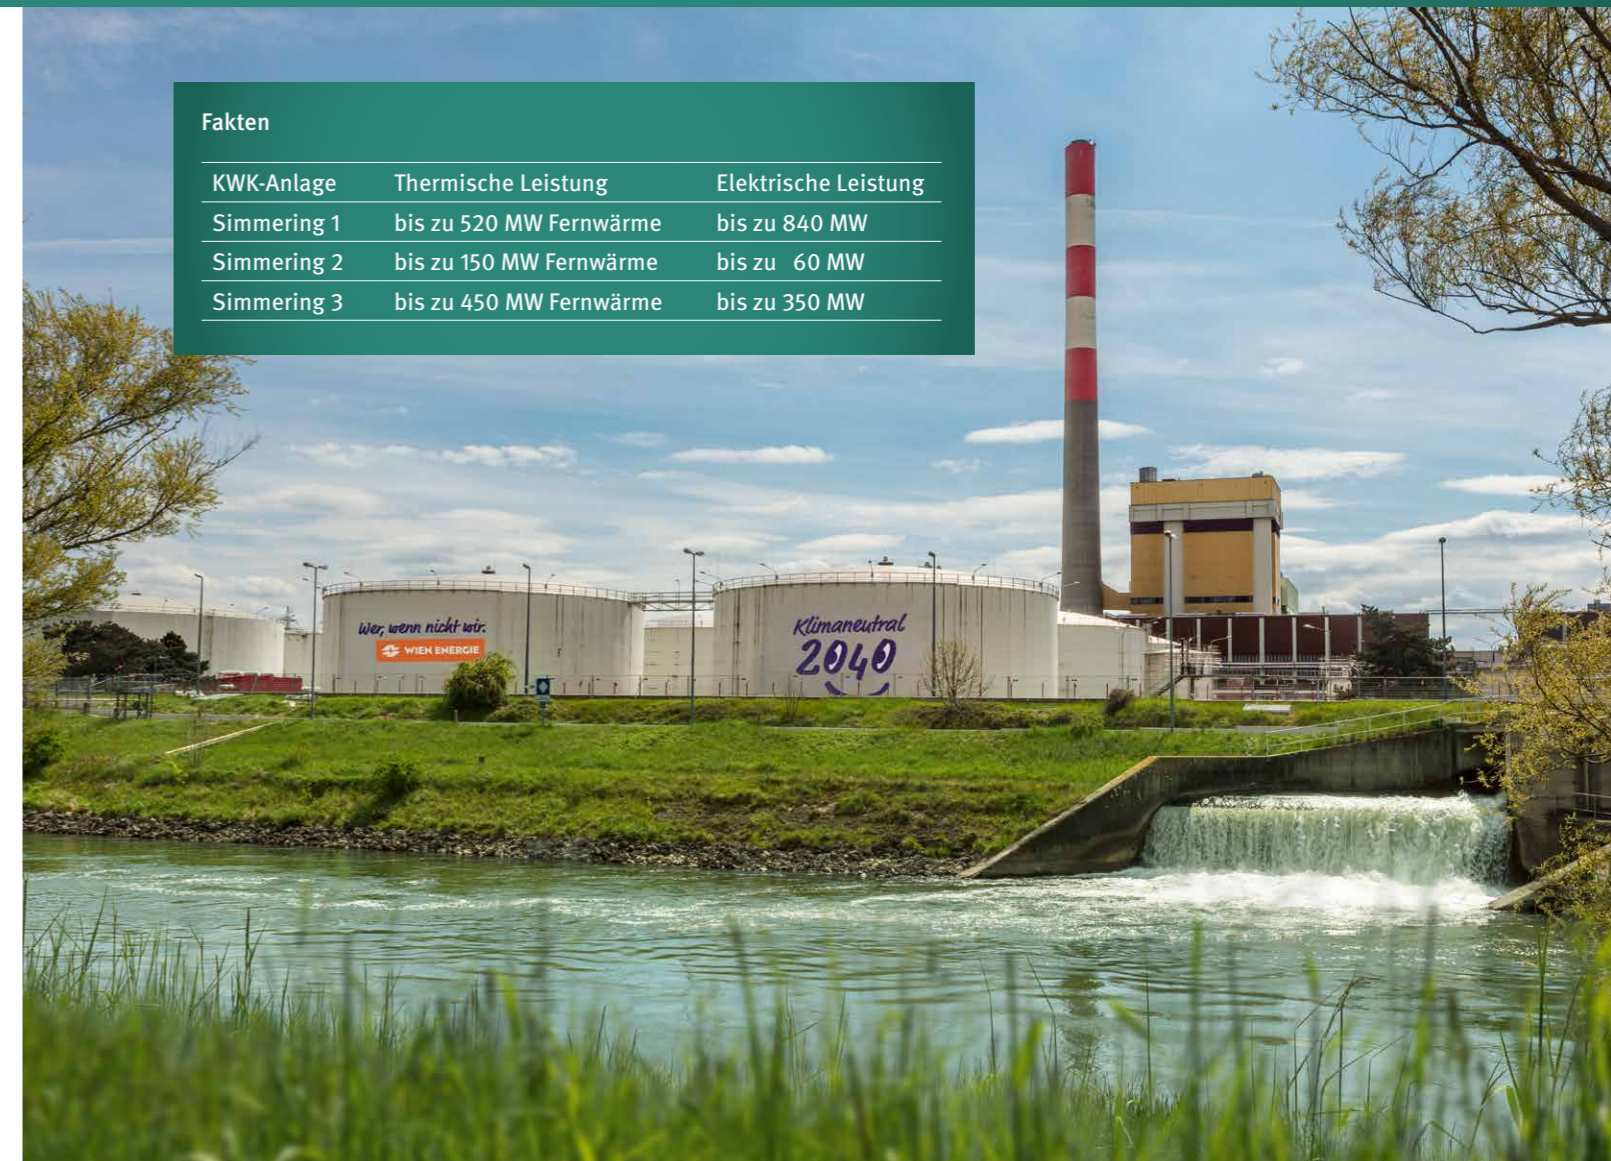 Fakten
KWK-Anlage Thermische Leistung Elektrische Leistung
Simmering 1 bis zu 520 MW Fernwärme bis zu 840 MW
Simmering 2 bis zu 150 MW Fernwärme bis zu 60 MW
Simmering 3 bis zu 450 MW Fernwärme bis zu 350 MW
Wer, wenn nicht wir.
WIEN ENERGIE
Klimaneutral
2040